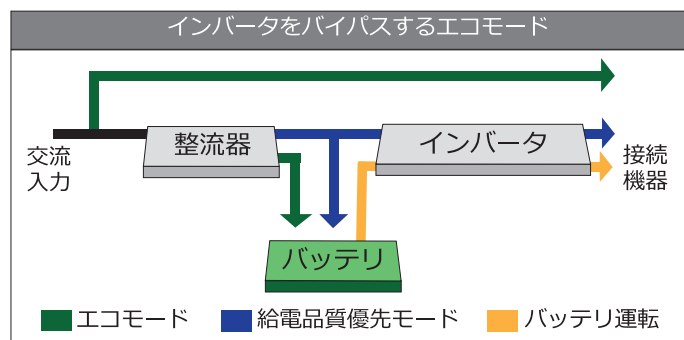 インバータをバイパスするエコモード
交流
入力
整流器
インバータ
接続
機器
バッテリ
エコモード
給電品質優先モード
バッテリ運転